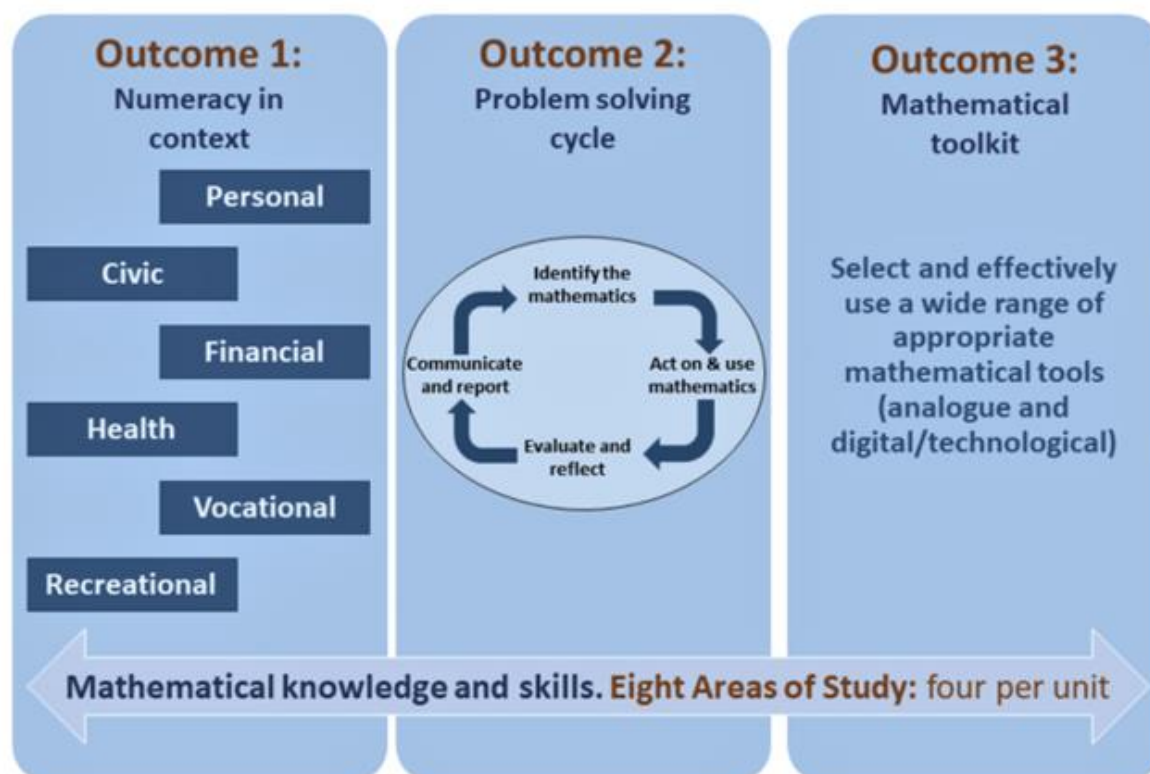 Outcome 1:
Numeracy in
context
Personal
Civic
Financial
Health
Vocational
Recreational
Outcome 2:
Problem solving
cycle
Identify the
mathematics
Act on & use
mathematics
Evaluate and
reflect
Communicate
and report
Outcome 3:
Mathematical
toolkit
Select and effectively
use a wide range of
appropriate
mathematical tools
(analogue and
digital/technological)
Mathematical knowledge and skills. Eight Areas of Study: four per unit